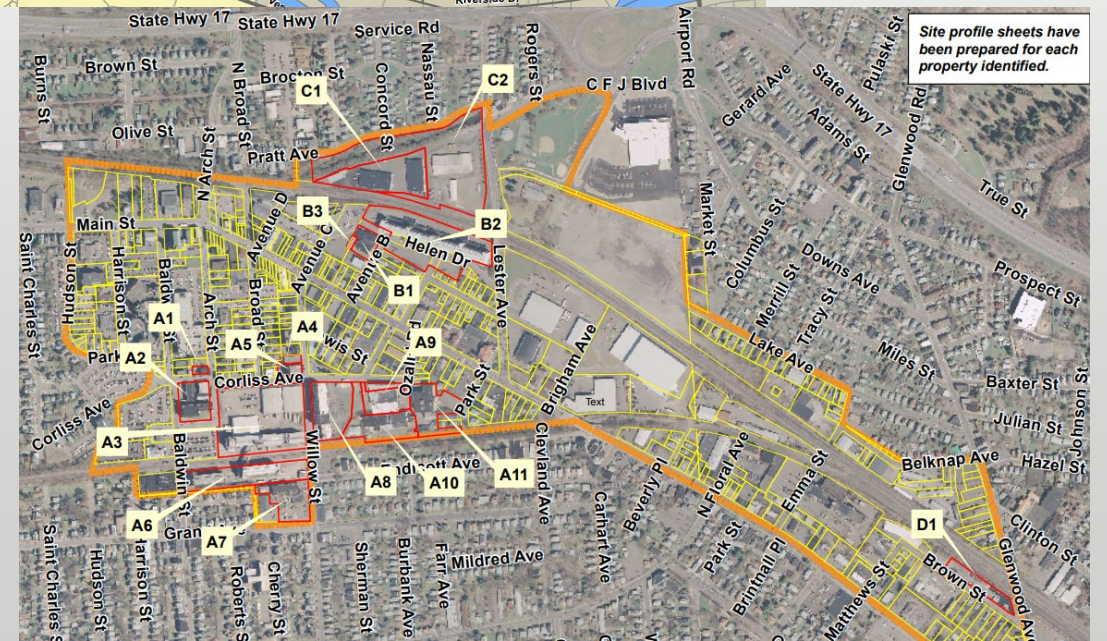 Riverside Dr
State Hwy 17
State Hwy 17
Service Rd
Site profile sheets have
been prepared for each
property identified.
Burns St
Brown St
N Broad St
Brocton St
Concord St
Nassau St
Rogers St
C2
C1
C F J Blvd
Airport Rd
Gerard Ave
State Hwy 17
Pulaski St
Adams St
Glenwood Rd
Olive St
N Arch St
Pratt Ave
True St
Market St
Columbus St
Main St
Avenue D
Avenue C
B3
B2
Helen Dr
Avenue B
B1
Lester Ave
Downs Ave
Merrill St
Tracy St
Prospect St
Saint Charles St
Hudson St
Harrison St
Arch St
Broad St
A1
A2
A5
A4
A9
Corliss Ave
Park St
Brigham Ave
Text
Lake Ave
Miles St
Baxter St
Julian St
Johnson St
Hazel St
Corliss Ave
A3
Baldwin St
Willow St
Endicott Ave
A8
A10
A11
Clevland Ave
Beverly Pl
N Floral Ave
Emma St
Belknap Ave
A6
A7
D1
Clinton St
Saint Charles S
Hudson St
Harrison St
Roberts S
Cherry St
Sherman St
Burbank Ave
Farr Ave
Mildred Ave
Carhart Ave
Park St
Brintnall Pl
Matthews St
Brown St
Glenwood Av